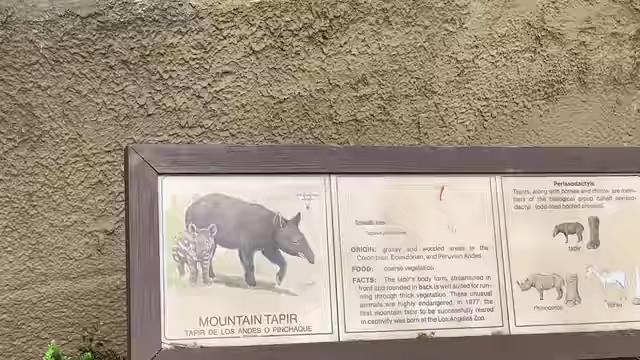 MOUNTAIN TAPIR
TAPIR DE LOS ANDES O PINCHAQUE
ORIGIN: grassy and wooded areas in the
Colombian, Ecuadorian, and Peruvian Andes.
FOOD: coarse vegetation.
FACTS: The tapir's body form, streamlined in
front and rounded in back is well suited for run-
ning through thick vegetation. These unusual
animals are highly endangered. In 1977, the
first mountain tapir to be successfully reared
in captivity was born at the Los Angeles Zoo.
Perissodactyls
Tapirs, along with horses and rhinos, are mem-
bers of the biological group called
tapir
Rhinoceros